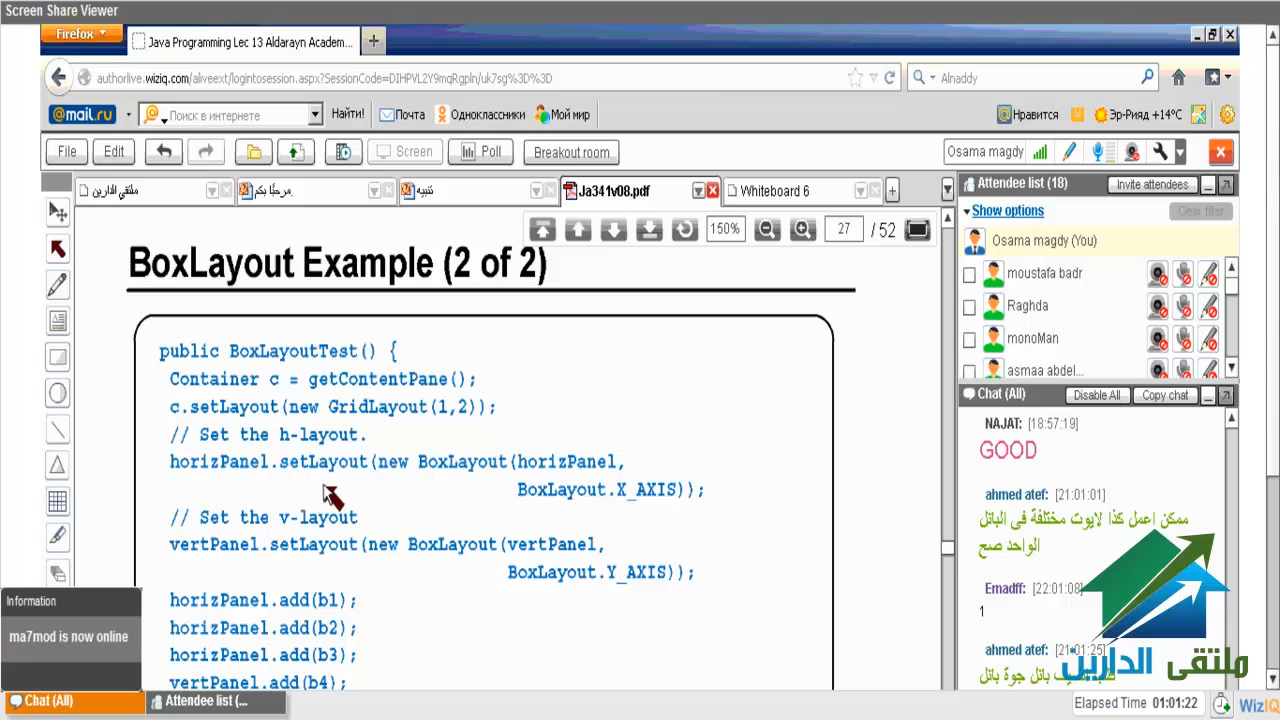 Screen Share Viewer
Firefox
Java Programming Lec 13 Aldarayn Academ...
authorlive.wiziq.com/aliveext/logintosession.aspx?SessionCode=DIHPVL2Y9mqRgpln/uk7sg%3D%3D
Alnaddy
@mail.ru
Поиск в интернете
Найти!
Почта
Одноклассники
Мой мир
Нравится
Эр-Рияд +14°C
File
Edit
Screen
Poll
Breakout room
Osama magdy
ملتقي الدارين
مرحبًا بكم.
تنبيه
Ja341v08.pdf
Whiteboard 6
150%
27
/ 52
BoxLayout Example (2 of 2)
public BoxLayoutTest() {
Container c = getContentPane();
c.setLayout(new GridLayout(1,2));
// Set the h-layout.
horizPanel.setLayout(new BoxLayout(horizPanel,
BoxLayout.X_AXIS));
// Set the v-layout
vertPanel.setLayout(new BoxLayout(vertPanel,
BoxLayout.Y_AXIS));
horizPanel.add(b1);
horizPanel.add(b2);
horizPanel.add(b3);
vertPanel.add(b4);
Attendee list (18)
Invite attendees
Show options
Clear filter
Osama magdy (You)
moustafa badr
Raghda
monoMan
asmaa abdel...
Chat (All)
Disable All
Copy chat
NAJAT: [18:57:19]
GOOD
ahmed atef: [21:01:01]
ممكن اعمل كذا لايوت مختلفة فى الباتل
الواحد صح
Emadff: [22:01:08]
1
ahmed atef: [21:01:25]
باتل جوة باتل
ملتقى الدارين
Information
ma7mod is now online
Chat (All)
Attendee list (...
Elapsed Time 01:01:22
WizIQ